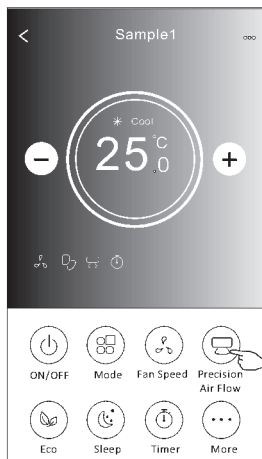 Sample1
Cool
25.0°C
ON/OFF Mode Fan Speed Precision Air Flow
Eco Sleep Timer More